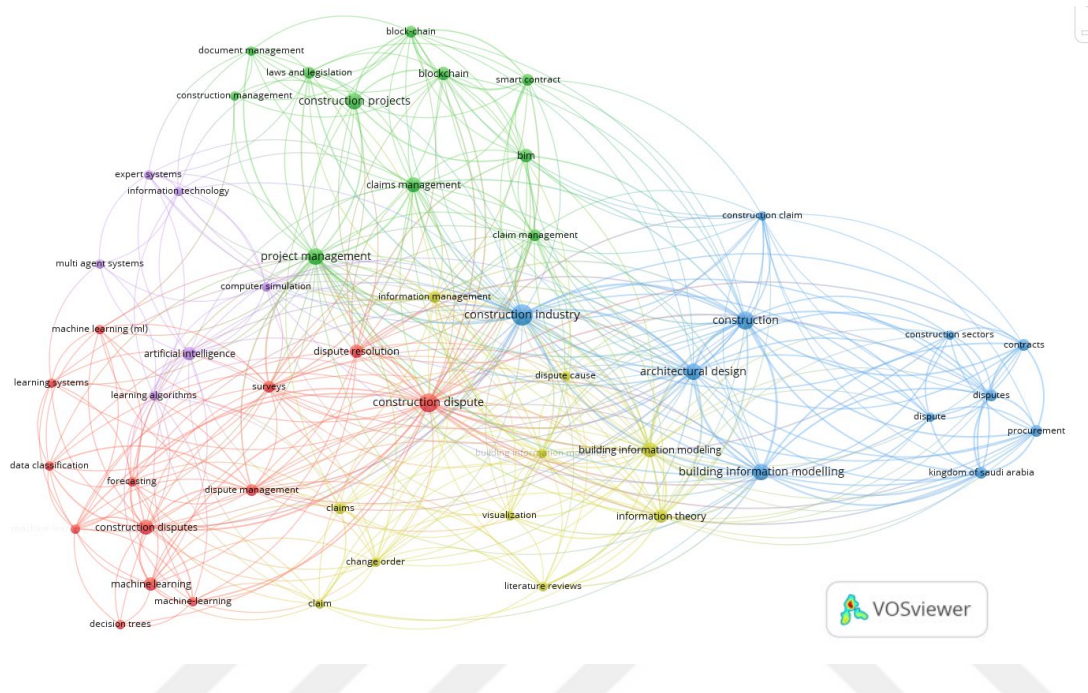 block-chain
document management
laws and legislation
blockchain
smart contract
construction management
construction projects
bim
expert systems
claims management
information technology
construction claim
claim management
project management
multi agent systems
computer simulation
information management
construction industry
construction
machine learning (ml)
construction sectors
contracts
artificial intelligence
dispute resolution
dispute cause
architectural design
learning systems
surveys
learning algorithms
disputes
construction dispute
dispute
procurement
building information
building information modeling
data classification
building information modelling
kingdom of saudi arabia
forecasting
dispute management
claims
visualization
information theory
construction disputes
change order
machine learning
literature reviews
machine-learning
claim
decision trees
VOSviewer